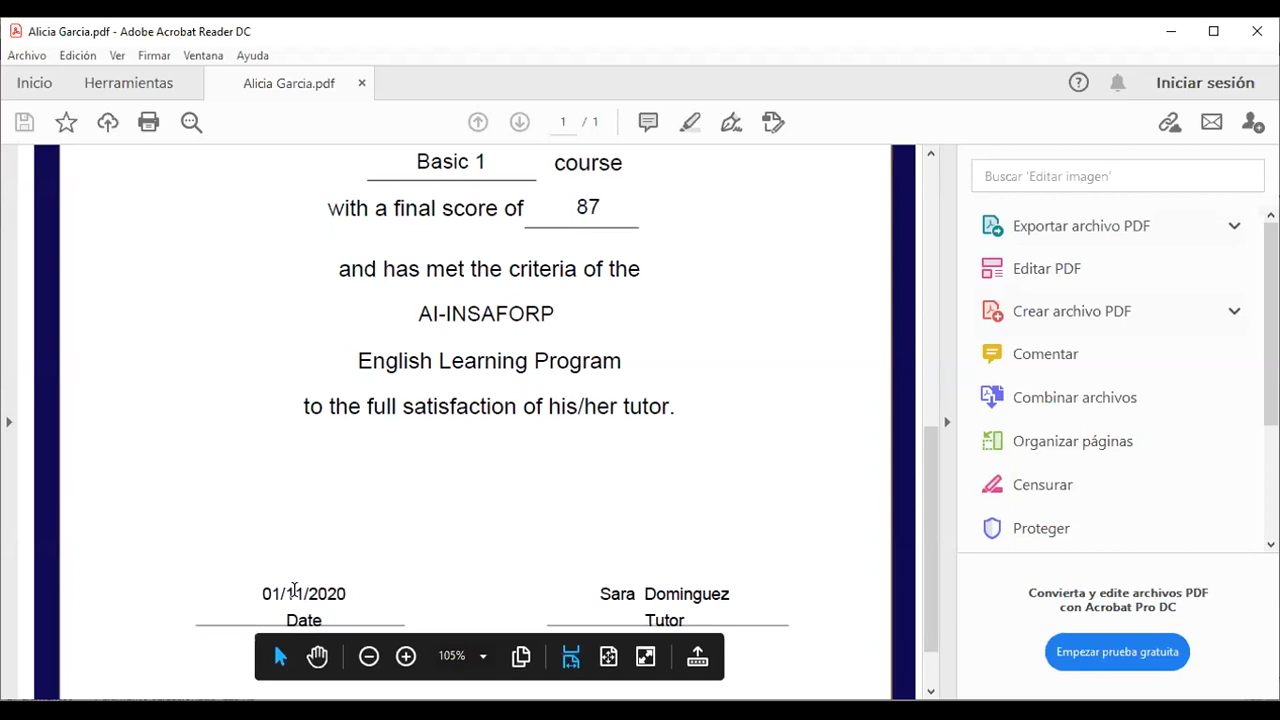 Alicia Garcia.pdf - Adobe Acrobat Reader DC
Archivo Edición Ver Firmar Ventana Ayuda
Inicio Herramientas Alicia Garcia.pdf × Iniciar sesión
1 / 1
Basic 1 course
with a final score of 87
and has met the criteria of the
AI-INSAFORP
English Learning Program
to the full satisfaction of his/her tutor.
01/11/2020 Sara Dominguez
Date Tutor
105%
Buscar 'Editar imagen'
Exportar archivo PDF
Editar PDF
Crear archivo PDF
Comentar
Combinar archivos
Organizar páginas
Censurar
Proteger
Convierta y edite archivos PDF
con Acrobat Pro DC
Empezar prueba gratuita